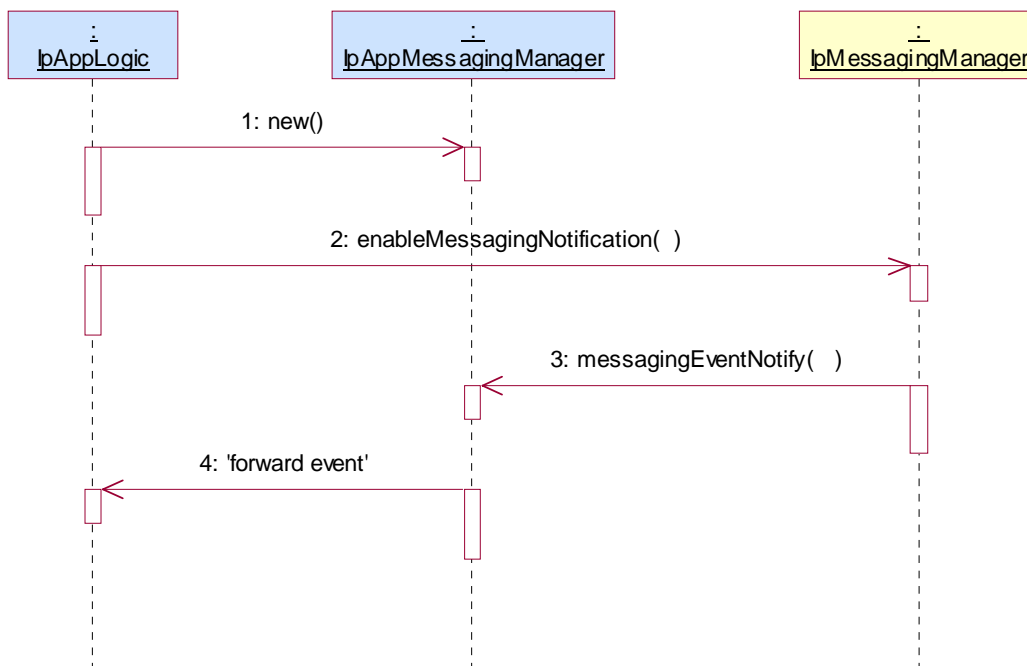 :
IpAppLogic
:
IpAppMessagingManager
:
IpMessagingManager
1: new()
2: enableMessagingNotification(  )
3: messagingEventNotify(   )
4: 'forward event'